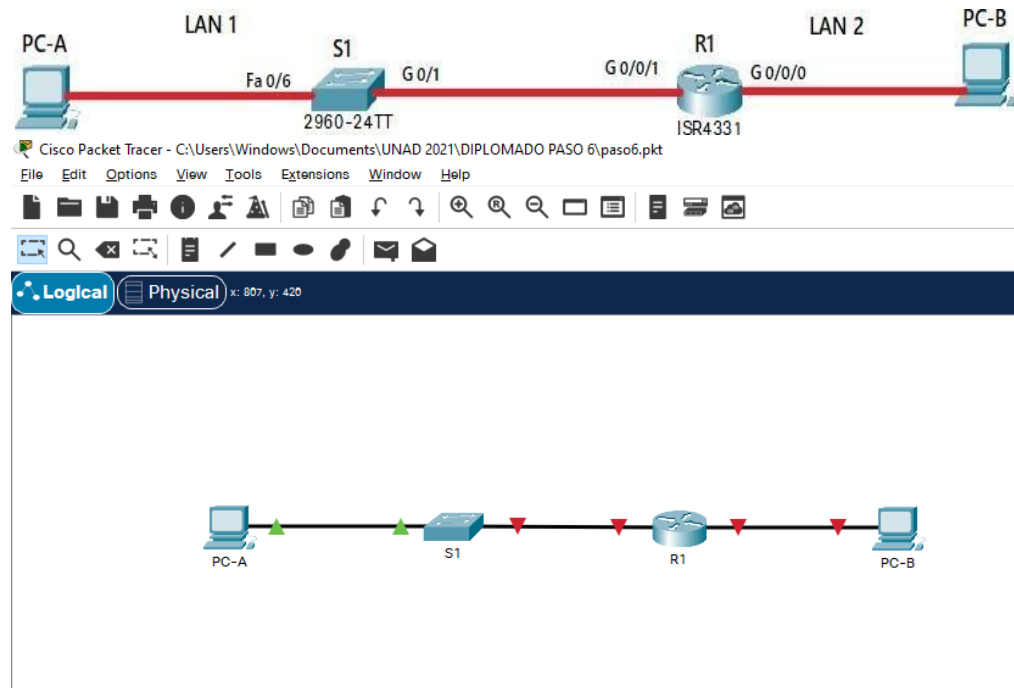 LAN 1
LAN 2
PC-B
PC-A
S1
R1
Fa 0/6
G 0/1
G 0/0/1
G 0/0/0
2960-24TT
ISR4331
Cisco Packet Tracer - C:\Users\Windows\Documents\UNAD 2021\DIPLOMADO PASO 6\paso6.pkt
File Edit Options View Tools Extensions Window Help
Logical Physical x: 807, y: 420
PC-A S1 R1 PC-B